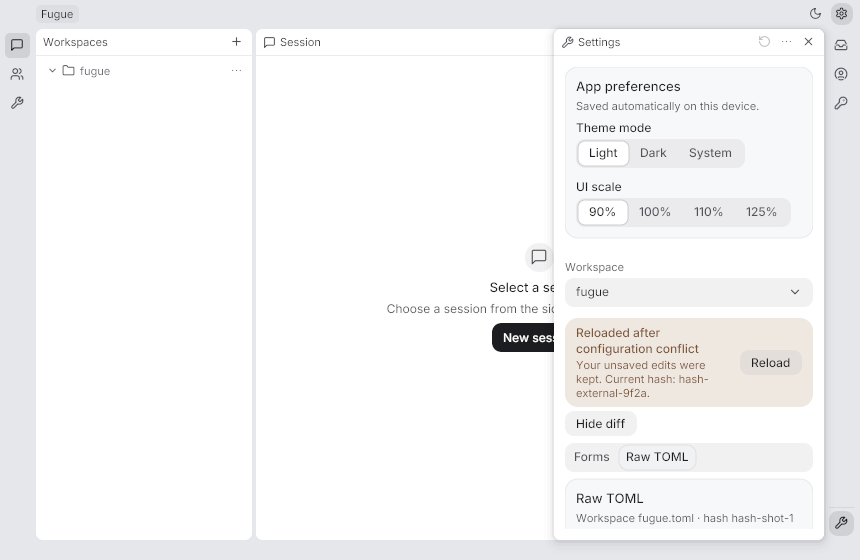 Fugue
Workspaces
fugue
Session
Select a se
Choose a session from the sid
New sess
Settings
App preferences
Saved automatically on this device.
Theme mode
Light Dark System
UI scale
90% 100% 110% 125%
Workspace
fugue
Reloaded after
configuration conflict
Your unsaved edits were
kept. Current hash: hash-
external-9f2a.
Reload
Hide diff
Forms Raw TOML
Raw TOML
Workspace fugue.toml · hash hash-shot-1